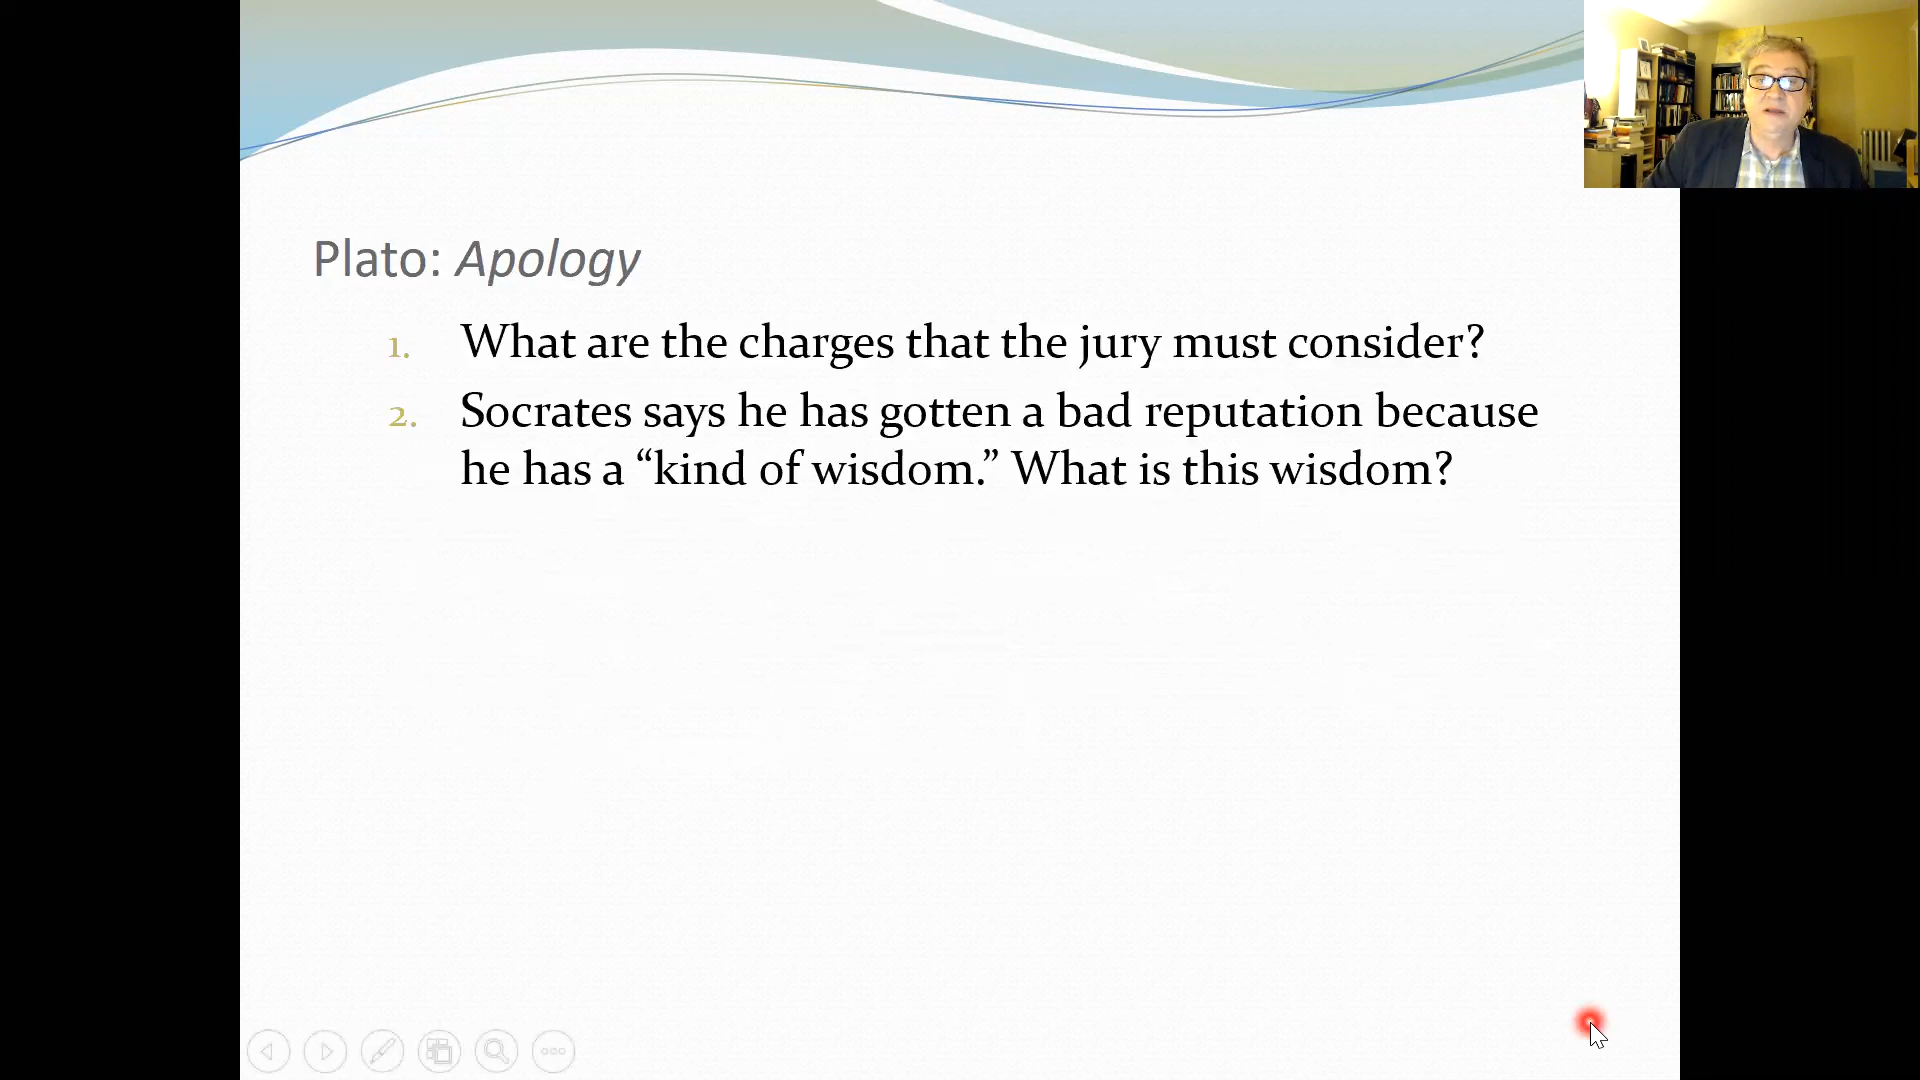 Plato: Apology
1. What are the charges that the jury must consider?
2. Socrates says he has gotten a bad reputation because
he has a “kind of wisdom.” What is this wisdom?